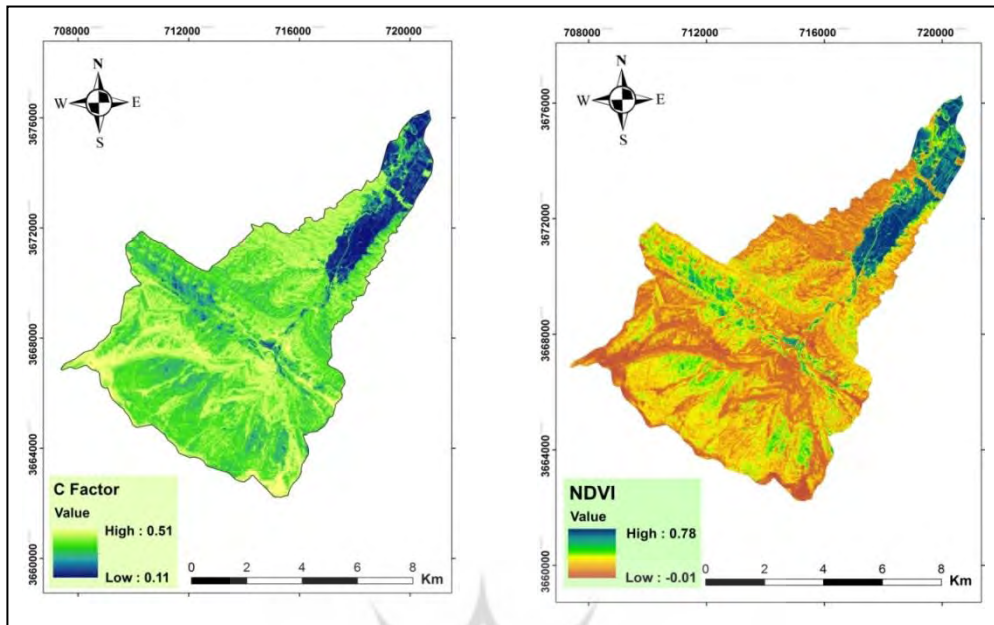 708000 712000 716000 720000
N
W E
S
3676000
3672000
3668000
3664000
3660000
C Factor
Value
High : 0.51
Low : 0.11
0 2 4 6 8
Km
708000 712000 716000 720000
N
W E
S
3676000
3672000
3668000
3664000
3660000
NDVI
Value
High : 0.78
Low : -0.01
0 2 4 6 8
Km